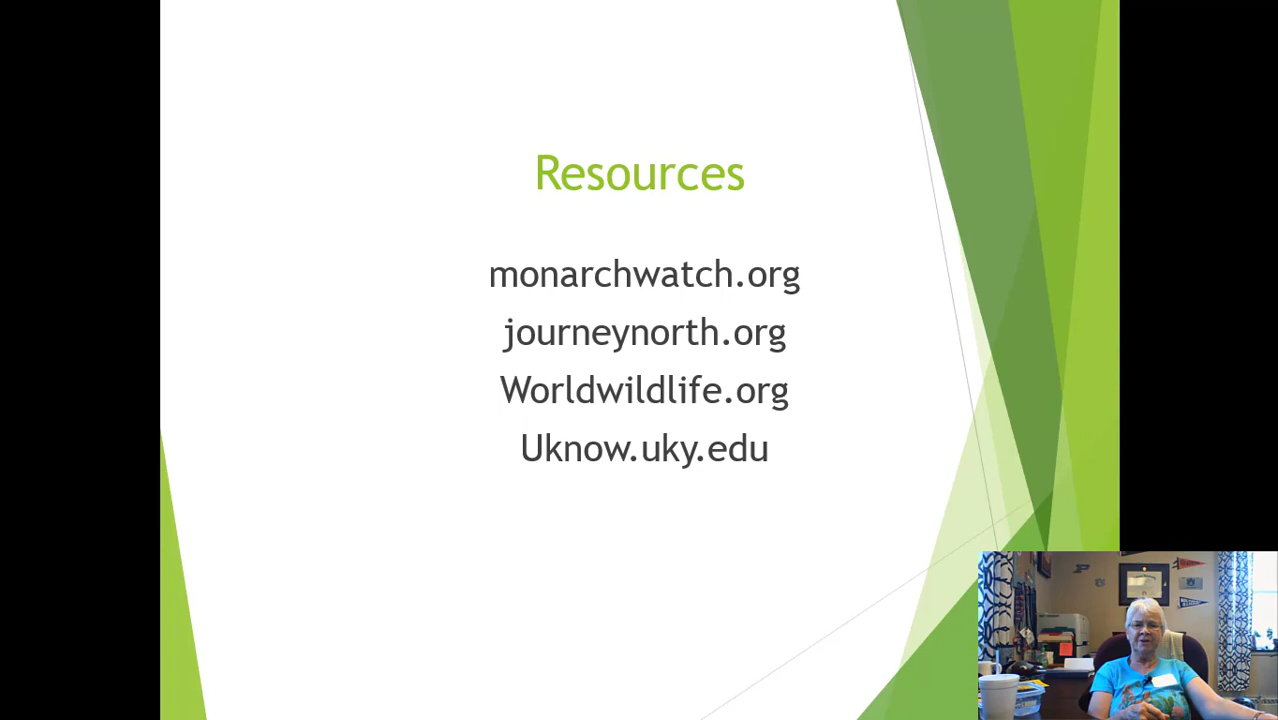 Resources
monarchwatch.org
journeynorth.org
Worldwildlife.org
Uknow.uky.edu